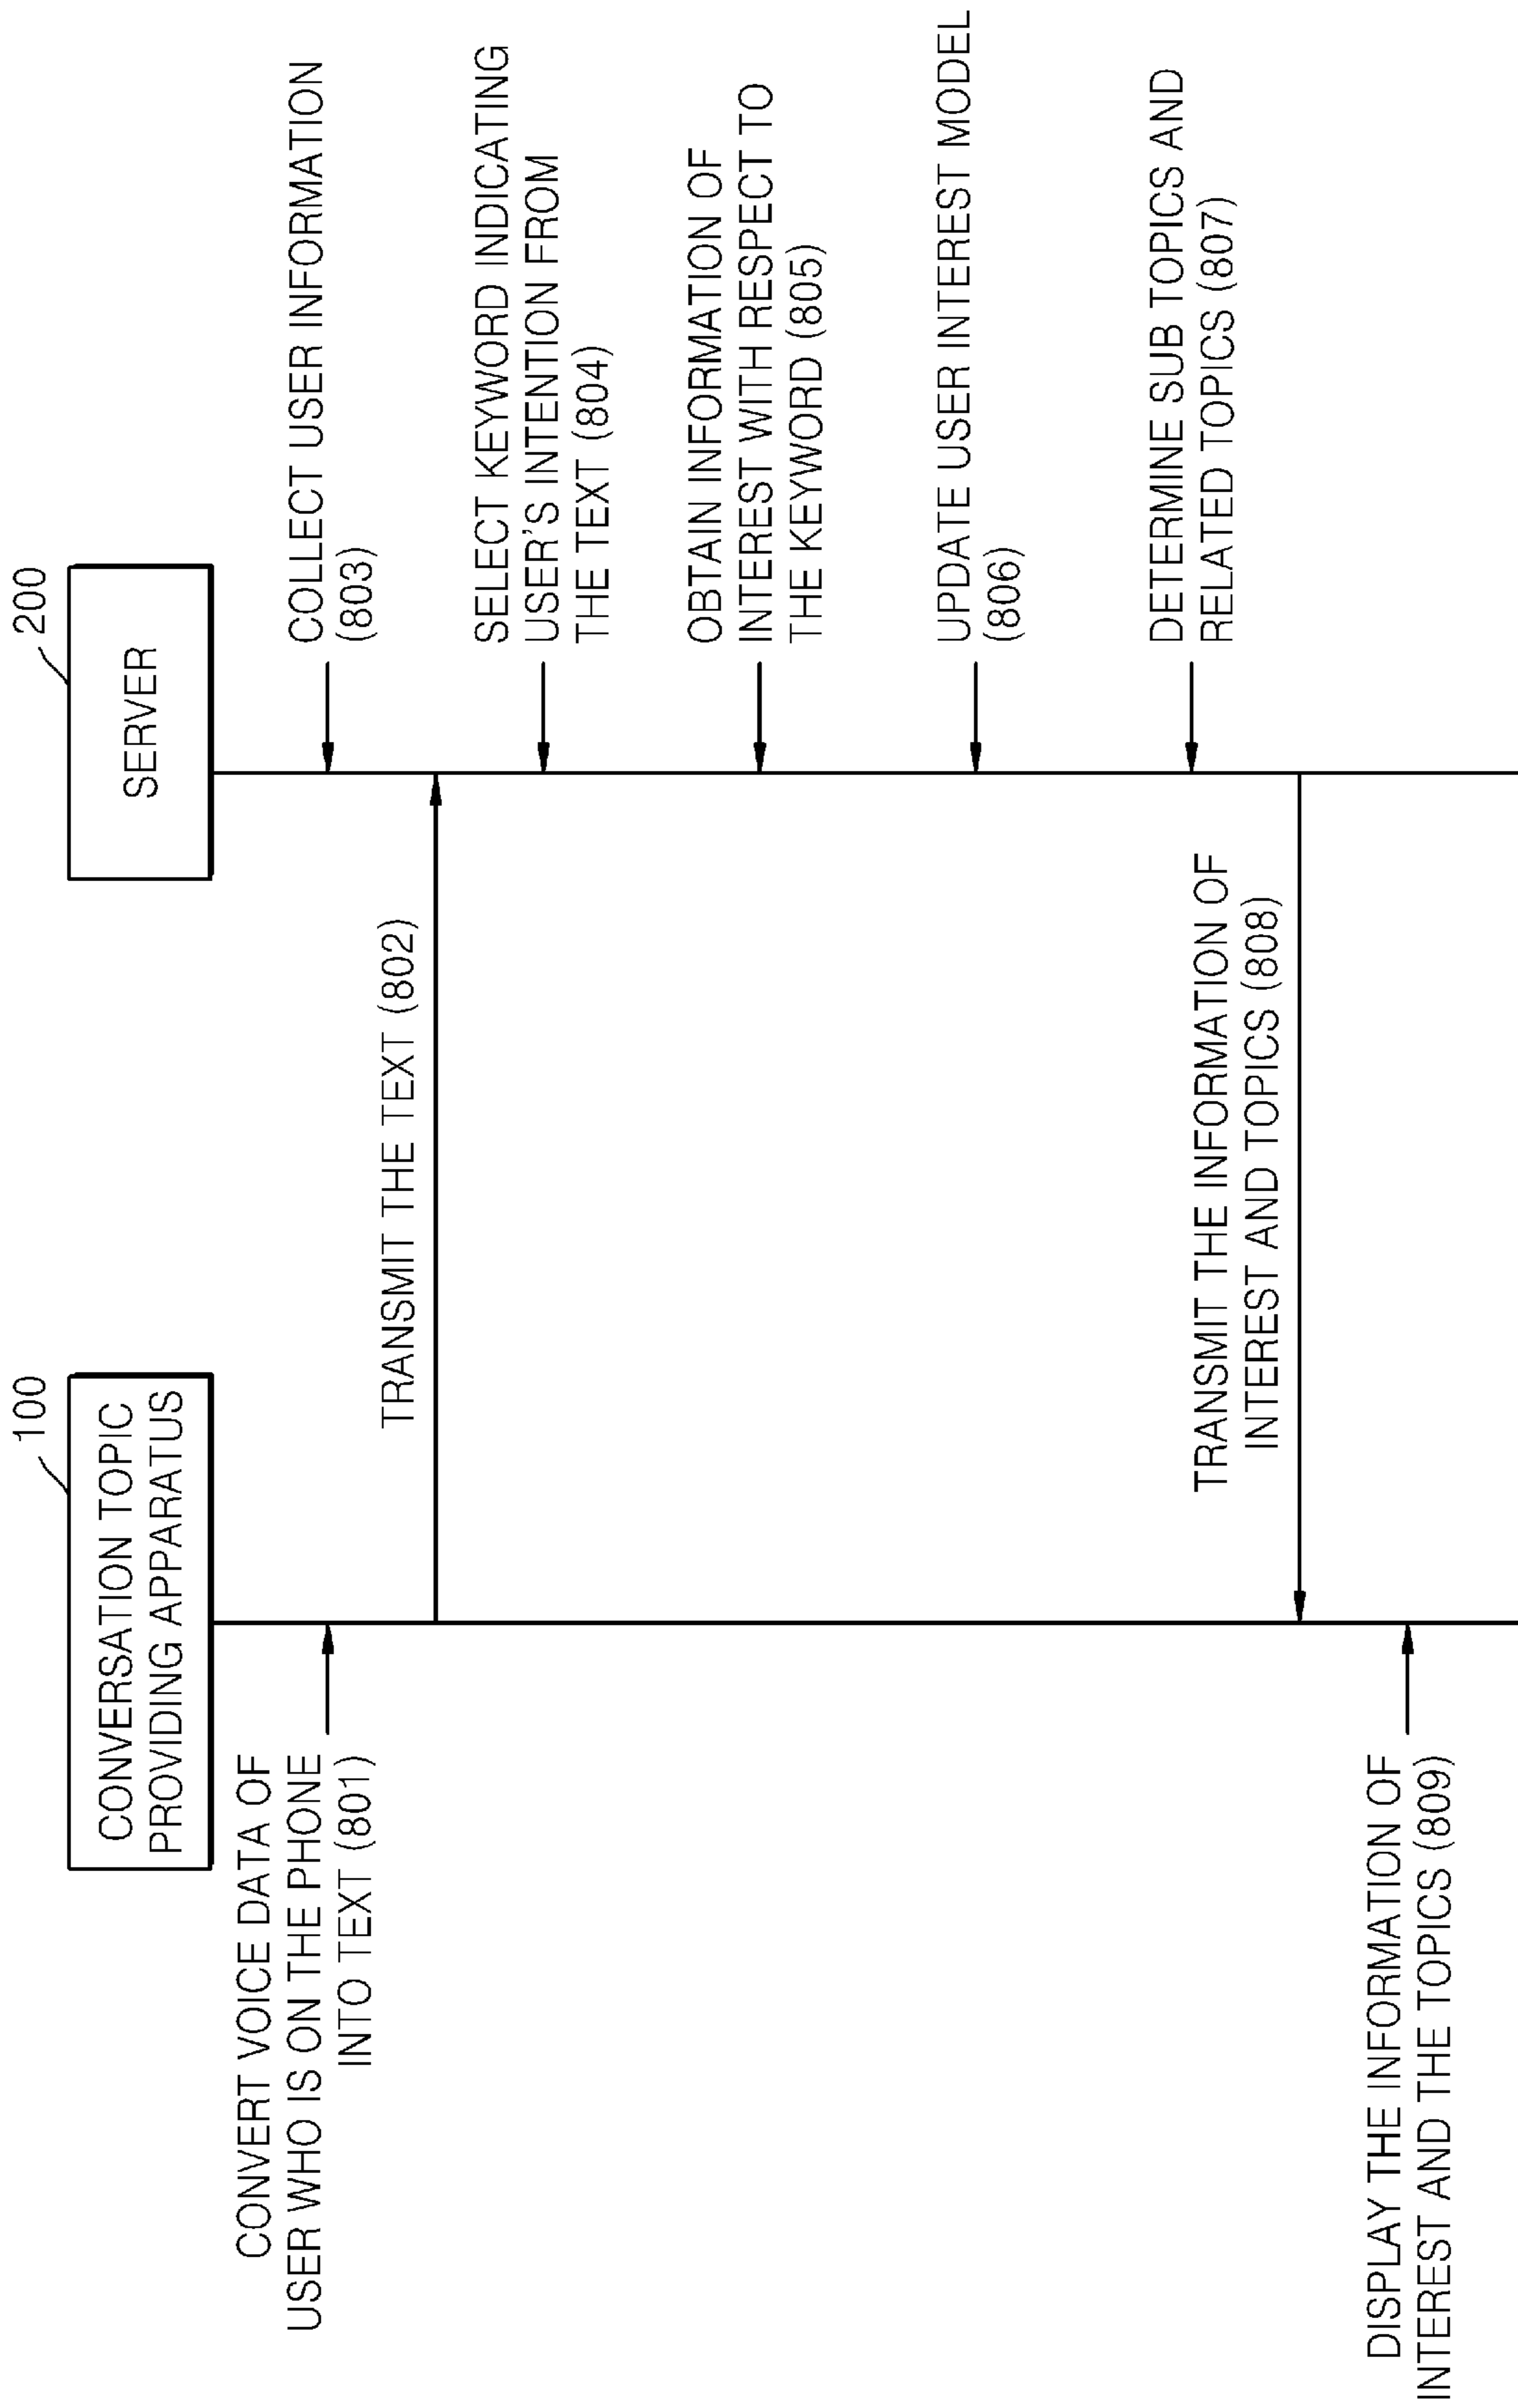 100
CONVERSATION TOPIC
PROVIDING APPARATUS
200
SERVER
CONVERT VOICE DATA OF
USER WHO IS ON THE PHONE
INTO TEXT (801)
TRANSMIT THE TEXT (802)
COLLECT USER INFORMATION
(803)
SELECT KEYWORD INDICATING
USER'S INTENTION FROM
THE TEXT (804)
OBTAIN INFORMATION OF
INTEREST WITH RESPECT TO
THE KEYWORD (805)
UPDATE USER INTEREST MODEL
(806)
DETERMINE SUB TOPICS AND
RELATED TOPICS (807)
TRANSMIT THE INFORMATION OF
INTEREST AND TOPICS (808)
DISPLAY THE INFORMATION OF
INTEREST AND THE TOPICS (809)